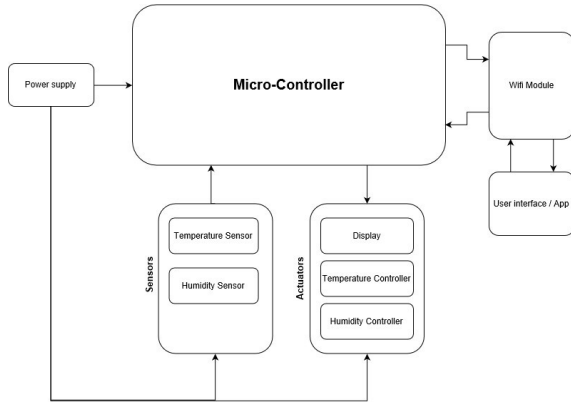 Micro-Controller
Power supply
Wifi Module
User interface / App
Sensors
Temperature Sensor
Humidity Sensor
Actuators
Display
Temperature Controller
Humidity Controller